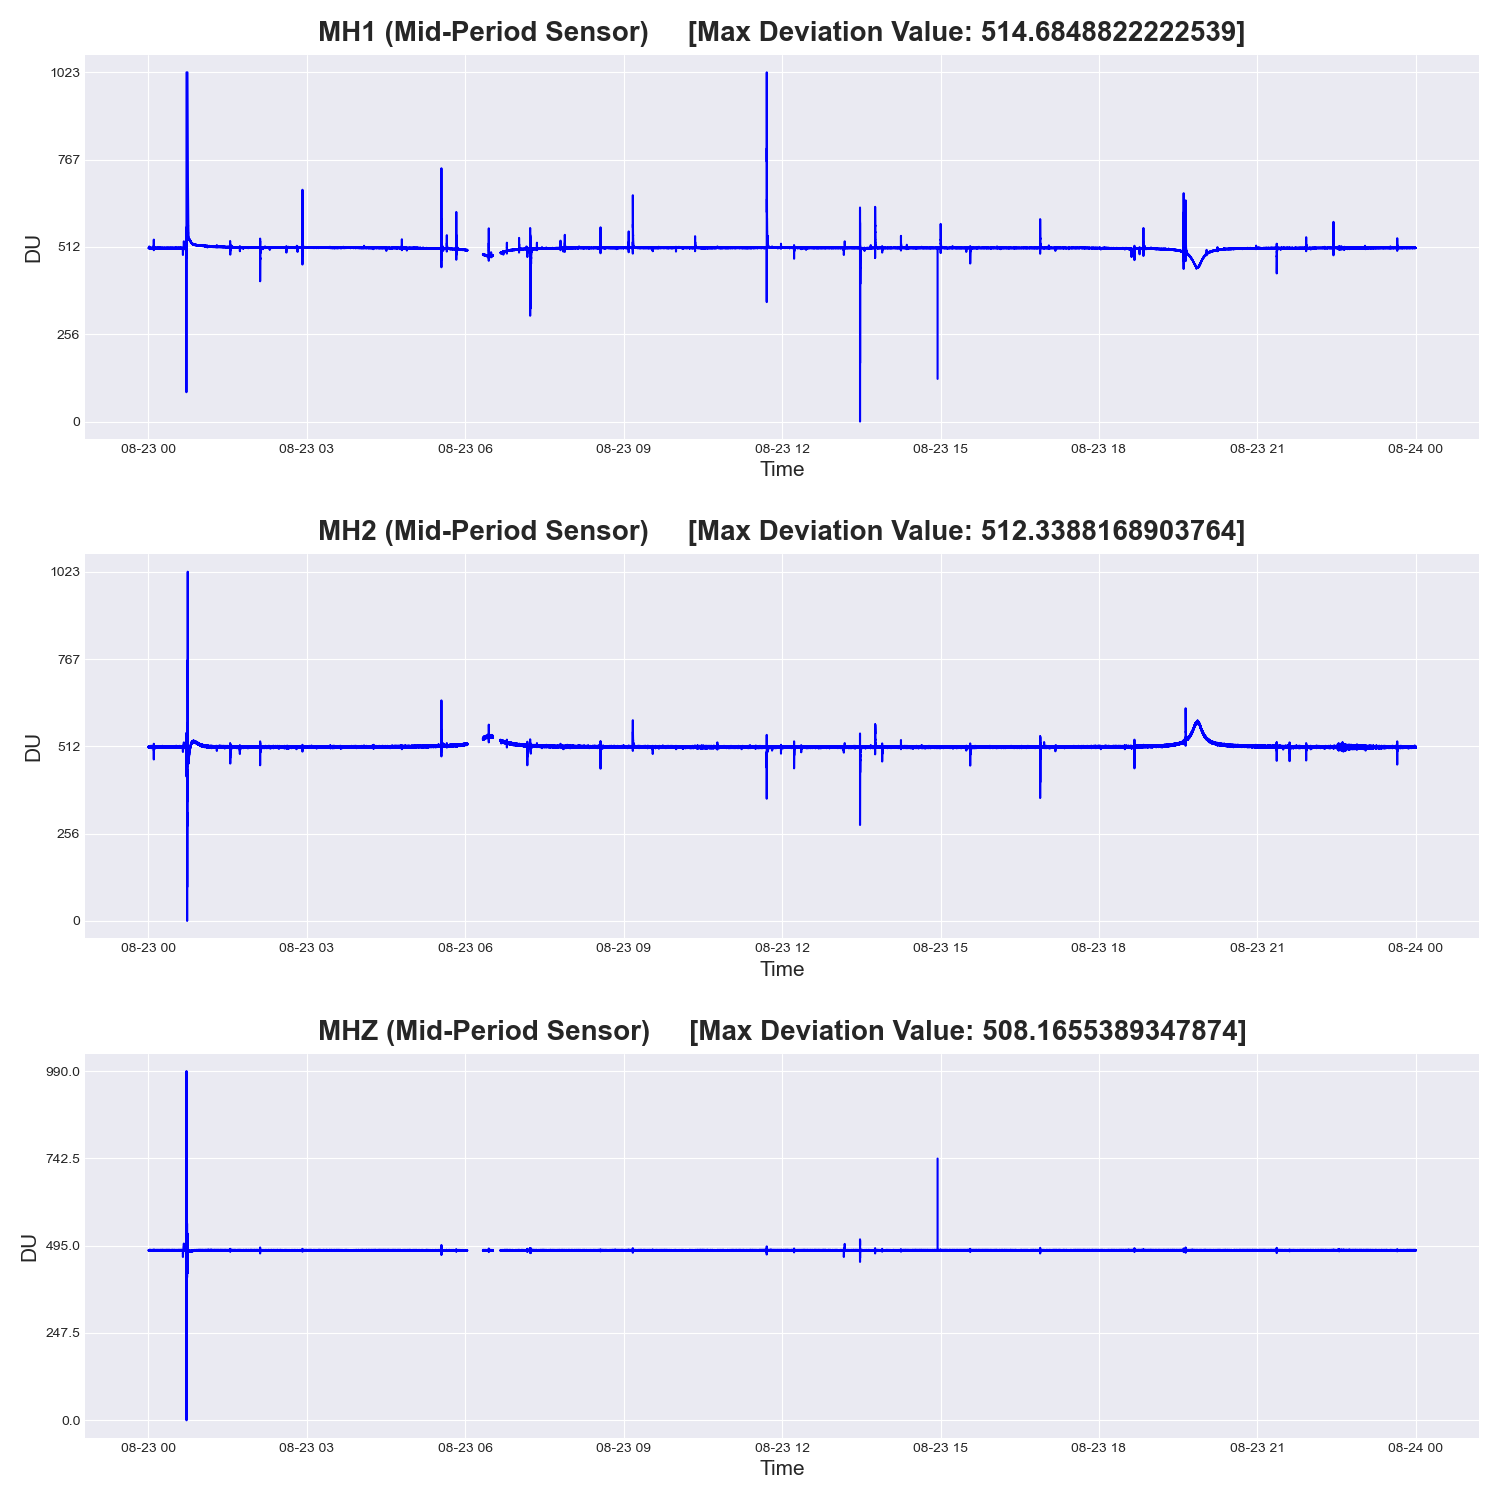 MH1 (Mid-Period Sensor) [Max Deviation Value: 514.6848822222539]
1023
767
512
256
0
DU
08-23 00 08-23 03 08-23 06 08-23 09 08-23 12 08-23 15 08-23 18 08-23 21 08-24 00
Time
MH2 (Mid-Period Sensor) [Max Deviation Value: 512.3388168903764]
1023
767
512
256
0
DU
08-23 00 08-23 03 08-23 06 08-23 09 08-23 12 08-23 15 08-23 18 08-23 21 08-24 00
Time
MHZ (Mid-Period Sensor) [Max Deviation Value: 508.1655389347874]
990.0
742.5
495.0
247.5
0.0
DU
08-23 00 08-23 03 08-23 06 08-23 09 08-23 12 08-23 15 08-23 18 08-23 21 08-24 00
Time